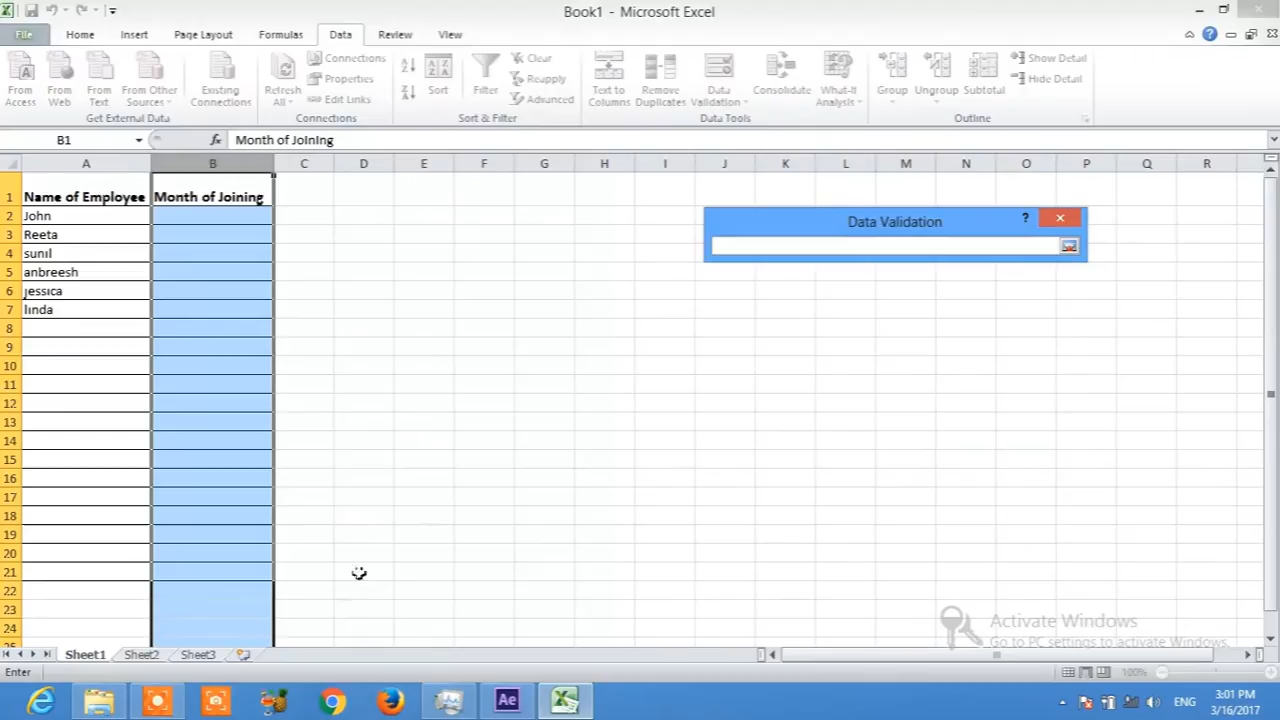 Book1 - Microsoft Excel
File Home Insert Page Layout Formulas Data Review View
From Access
From Web
From Text
From Other Sources
Existing Connections
Get External Data
Refresh All
Connections
Properties
Edit Links
Connections
Sort
Filter
Clear
Reapply
Advanced
Sort & Filter
Text to Columns
Remove Duplicates
Data Validation
Consolidate
What-If Analysis
Data Tools
Group
Ungroup
Subtotal
Show Detail
Hide Detail
Outline
B1 fx Month of Joining
A B C D E F G H I J K L M N O P Q R
1 Name of Employee Month of Joining
2 John
3 Reeta
4 sunil
5 anbreesh
6 jessica
7 linda
8
9
10
11
12
13
14
15
16
17
18
19
20
21
22
23
24
25
Data Validation ?
Activate Windows
Go to PC settings to activate Windows.
Sheet1 Sheet2 Sheet3
Enter 100%
Ae ENG 3:01 PM
3/16/2017